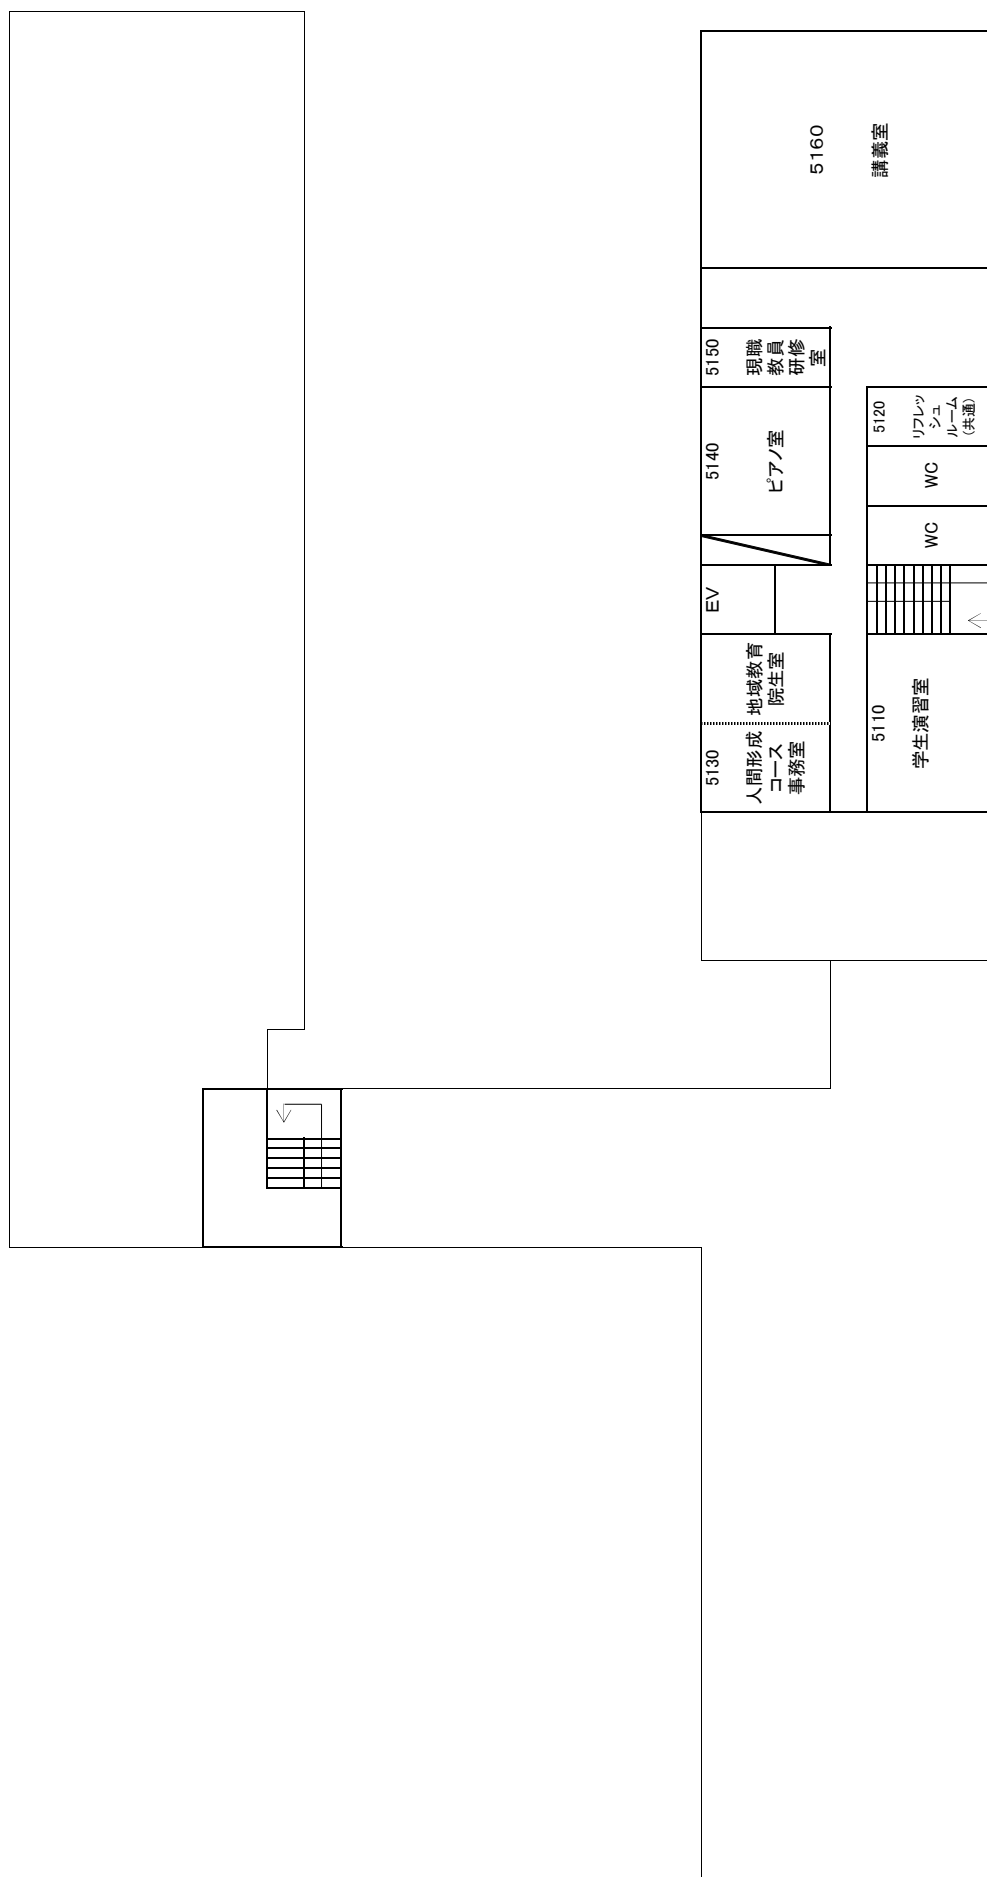 5160
講義室
5150
現職
教員
研修
室
5140
ピアノ室
5120
リフレッ
シュ
ルーム
(共通)
WC
WC
EV
地域教育
院生室
5130
人間形成
コース
事務室
5110
学生演習室